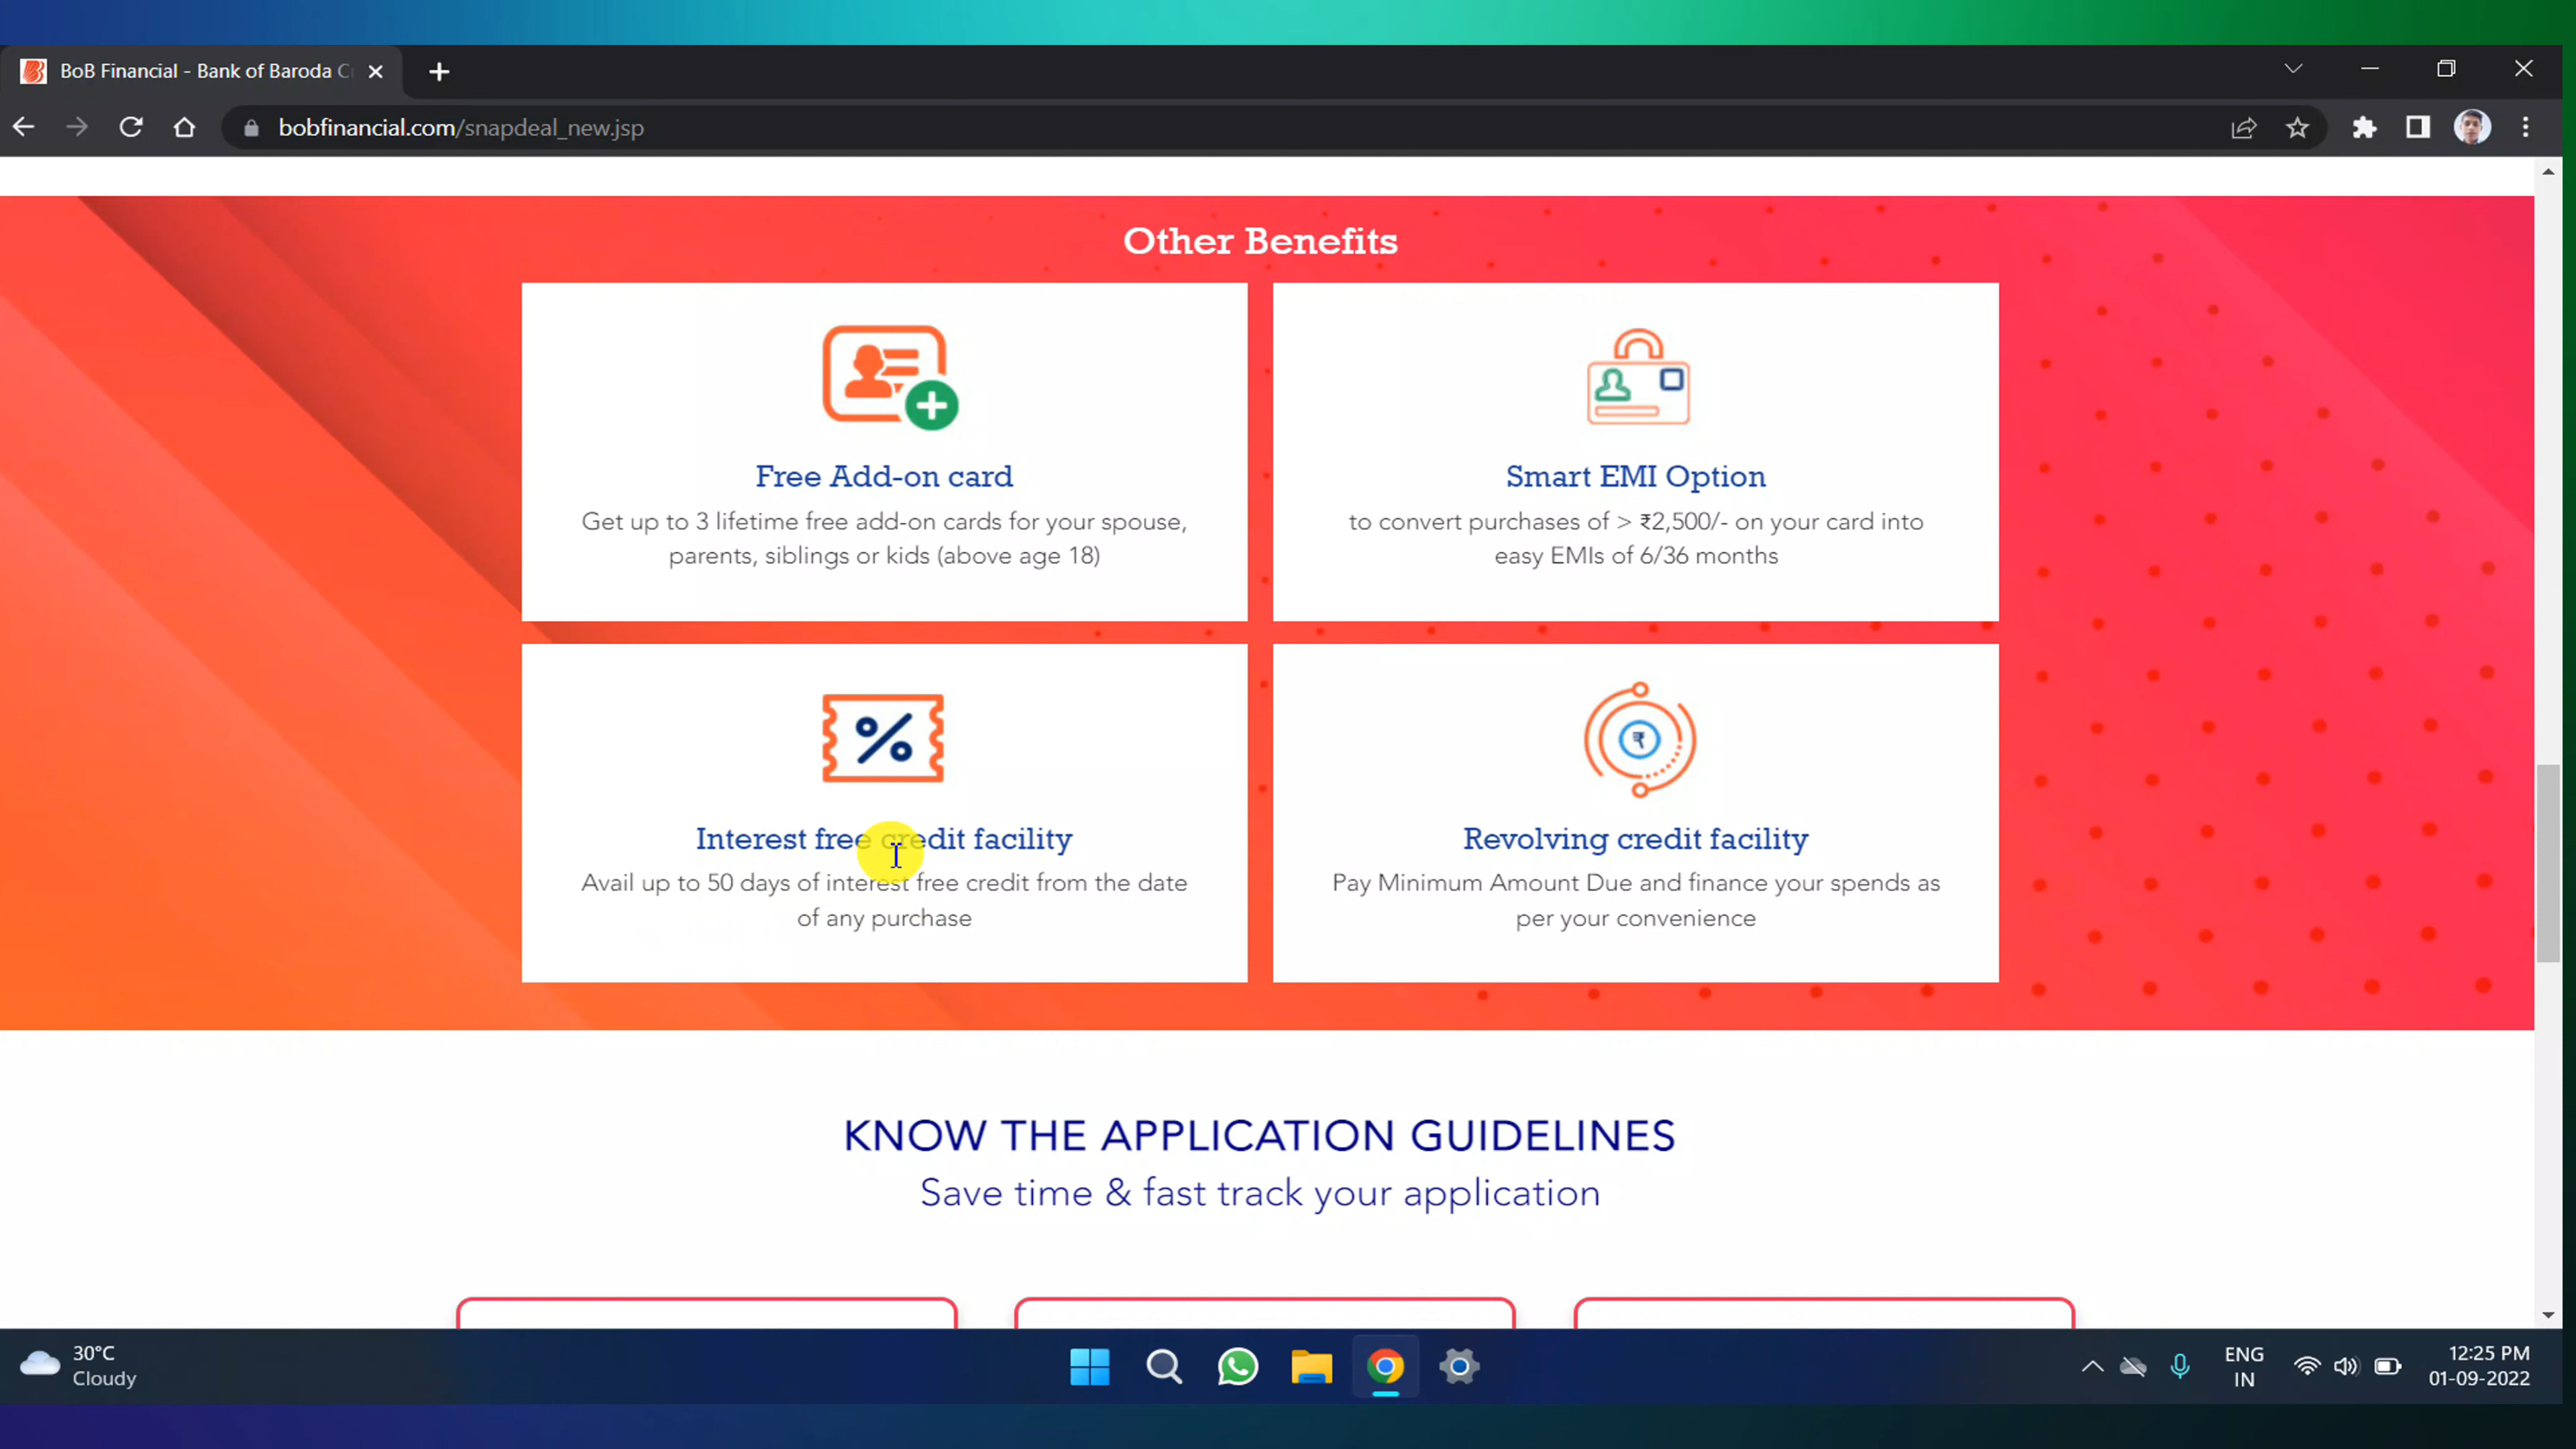 BoB Financial - Bank of Baroda C
bobfinancial.com/snapdeal_new.jsp
Other Benefits
Free Add-on card
Get up to 3 lifetime free add-on cards for your spouse,
parents, siblings or kids (above age 18)
Smart EMI Option
to convert purchases of > ₹2,500/- on your card into
easy EMIs of 6/36 months
%
Interest free credit facility
Avail up to 50 days of interest free credit from the date
of any purchase
₹
Revolving credit facility
Pay Minimum Amount Due and finance your spends as
per your convenience
KNOW THE APPLICATION GUIDELINES
Save time & fast track your application
30°C
Cloudy
ENG
IN
12:25 PM
01-09-2022